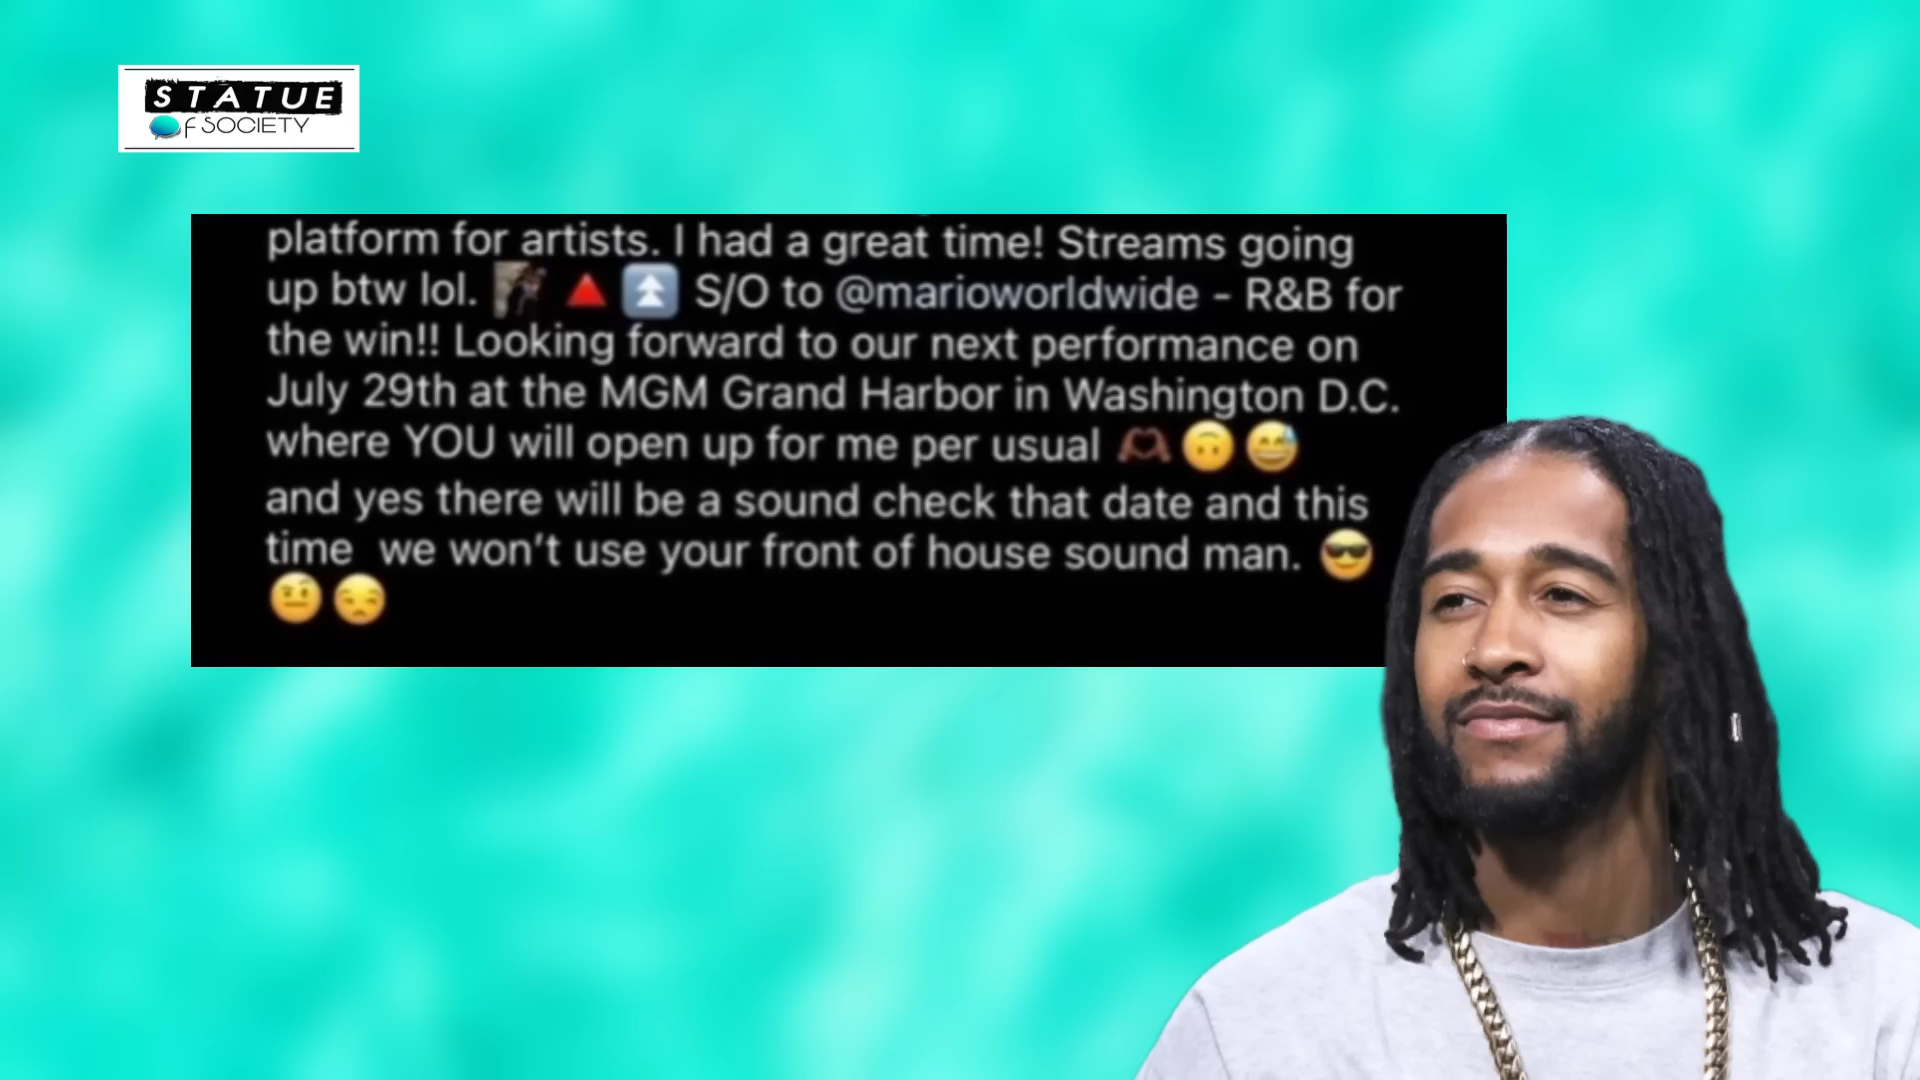 STATUE
OF SOCIETY
platform for artists. I had a great time! Streams going
up btw lol. 🔺⏫ S/O to @marioworldwide - R&B for
the win!! Looking forward to our next performance on
July 29th at the MGM Grand Harbor in Washington D.C.
where YOU will open up for me per usual 🫶🏾🙃😅
and yes there will be a sound check that date and this
time we won’t use your front of house sound man. 😎
🤨😒